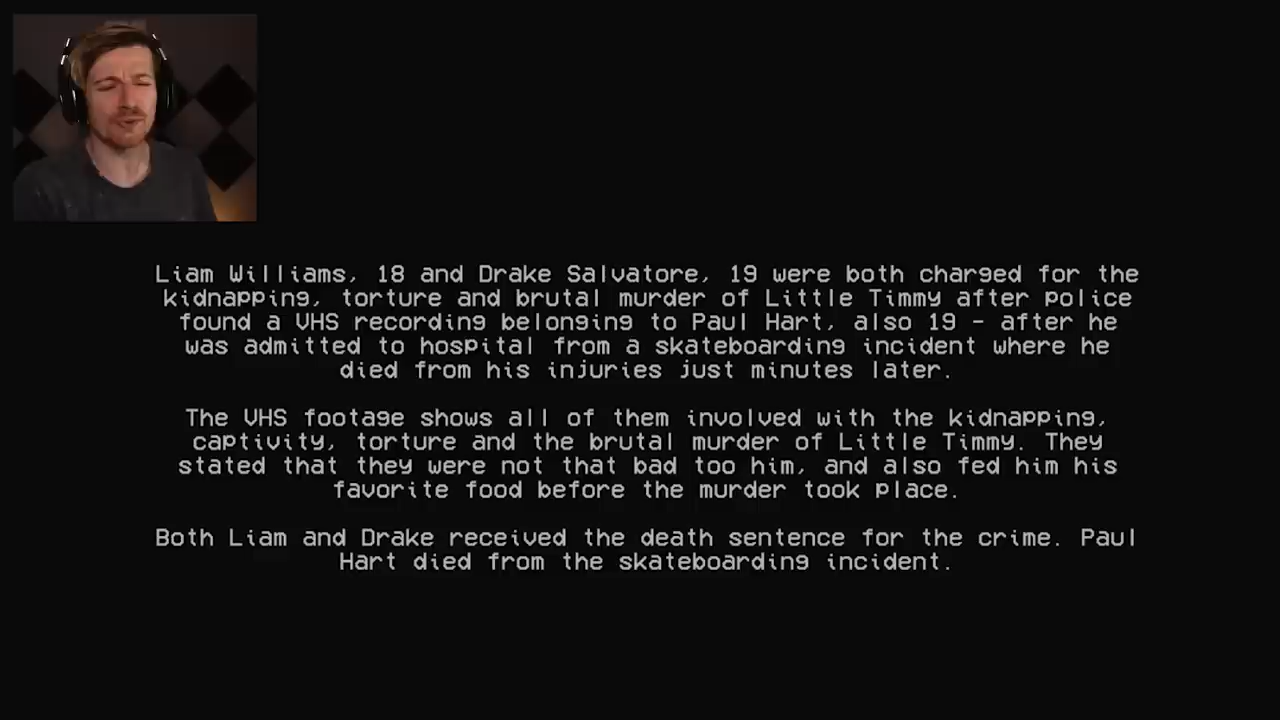 Liam Williams, 18 and Drake Salvatore, 19 were both charged for the
kidnapping, torture and brutal murder of Little Timmy after police
found a VHS recording belonging to Paul Hart, also 19 - after he
was admitted to hospital from a skateboarding incident where he
died from his injuries just minutes later.
The VHS footage shows all of them involved with the kidnapping,
captivity, torture and the brutal murder of Little Timmy. They
stated that they were not that bad too him, and also fed him his
favorite food before the murder took place.
Both Liam and Drake received the death sentence for the crime. Paul
Hart died from the skateboarding incident.